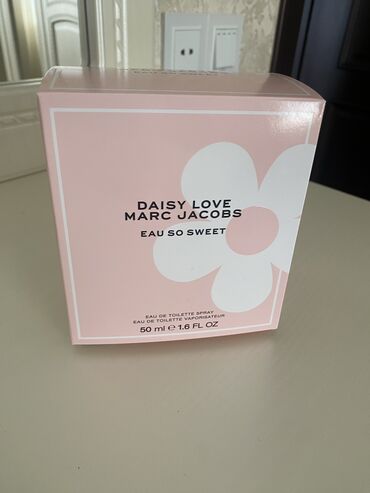 DAISY LOVE
MARC JACOBS
EAU SO SWEET
EAU DE TOILETTE SPRAY
EAU DE TOILETTE VAPORISATEUR
50 ml ℮ 1.6 FL OZ